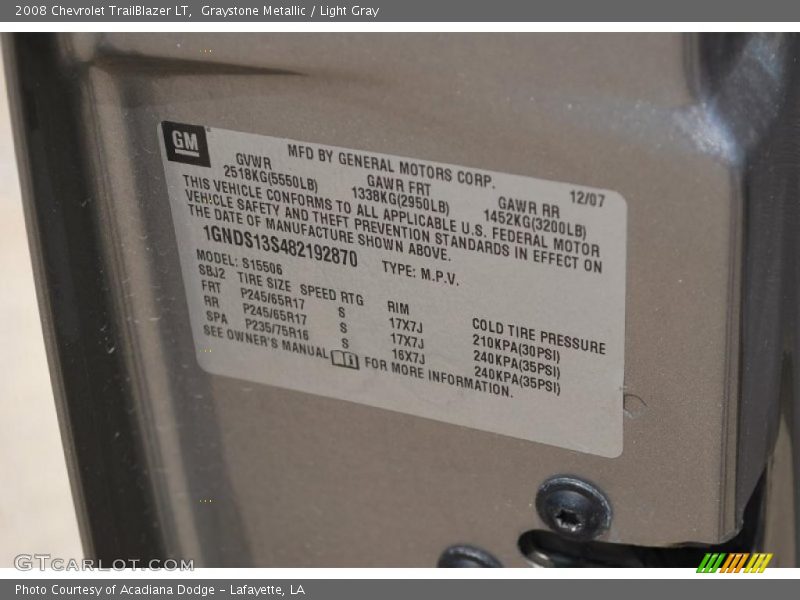 2008 Chevrolet TrailBlazer LT, Graystone Metallic / Light Gray
GM
MFD BY GENERAL MOTORS CORP.
12/07
GVWR GAWR FRT GAWR RR
2518KG(5550LB) 1338KG(2950LB) 1452KG(3200LB)
THIS VEHICLE CONFORMS TO ALL APPLICABLE U.S. FEDERAL MOTOR
VEHICLE SAFETY AND THEFT PREVENTION STANDARDS IN EFFECT ON
THE DATE OF MANUFACTURE SHOWN ABOVE.
1GNDS13S482192870 TYPE: M.P.V.
MODEL: S15506
SBJ2 TIRE SIZE SPEED RTG RIM COLD TIRE PRESSURE
FRT P245/65R17 S 17X7J 210KPA(30PSI)
RR P245/65R17 S 17X7J 240KPA(35PSI)
SPA P235/75R16 S 16X7J 240KPA(35PSI)
SEE OWNER'S MANUAL FOR MORE INFORMATION.
GTCARLOT.COM
Photo Courtesy of Acadiana Dodge - Lafayette, LA